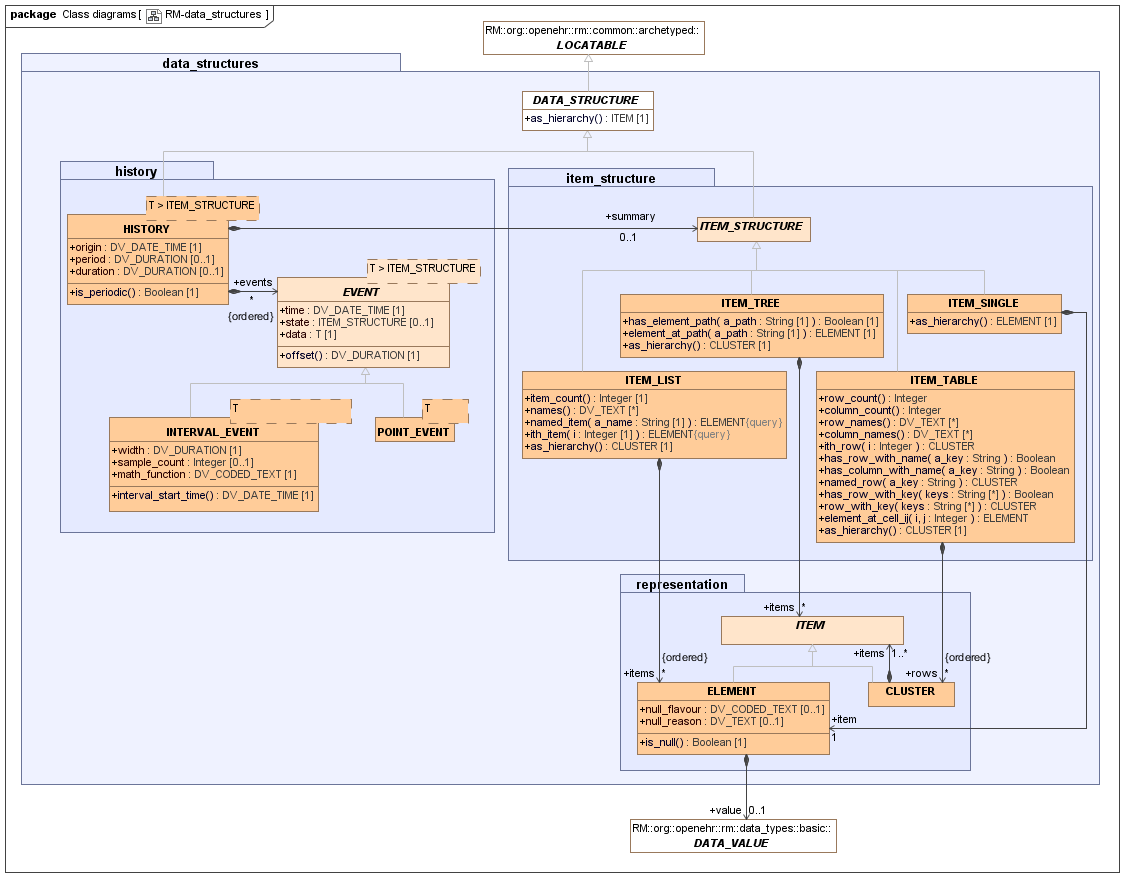 package Class diagrams [ RM-data_structures ]
RM::org::openehr::rm::common::archetyped::
LOCATABLE
data_structures
DATA_STRUCTURE
+as_hierarchy() : ITEM [1]
history
T > ITEM_STRUCTURE
HISTORY
+origin : DV_DATE_TIME [1]
+period : DV_DURATION [0..1]
+duration : DV_DURATION [0..1]
+is_periodic() : Boolean [1]
+summary
0..1
+events
*
{ordered}
T > ITEM_STRUCTURE
EVENT
+time : DV_DATE_TIME [1]
+state : ITEM_STRUCTURE [0..1]
+data : T [1]
+offset() : DV_DURATION [1]
T
INTERVAL_EVENT
+width : DV_DURATION [1]
+sample_count : Integer [0..1]
+math_function : DV_CODED_TEXT [1]
+interval_start_time() : DV_DATE_TIME [1]
T
POINT_EVENT
item_structure
ITEM_STRUCTURE
ITEM_TREE
+has_element_path( a_path : String [1] ) : Boolean [1]
+element_at_path( a_path : String [1] ) : ELEMENT [1]
+as_hierarchy() : CLUSTER [1]
ITEM_SINGLE
+as_hierarchy() : ELEMENT [1]
ITEM_LIST
+item_count() : Integer [1]
+names() : DV_TEXT [*]
+named_item( a_name : String [1] ) : ELEMENT{query}
+ith_item( i : Integer [1] ) : ELEMENT{query}
+as_hierarchy() : CLUSTER [1]
ITEM_TABLE
+row_count() : Integer
+column_count() : Integer
+row_names() : DV_TEXT [*]
+column_names() : DV_TEXT [*]
+ith_row( i : Integer ) : CLUSTER
+has_row_with_name( a_key : String ) : Boolean
+has_column_with_name( a_key : String ) : Boolean
+named_row( a_key : String ) : CLUSTER
+has_row_with_key( keys : String [*] ) : Boolean
+row_with_key( keys : String [*] ) : CLUSTER
+element_at_cell_ij( i, j : Integer ) : ELEMENT
+as_hierarchy() : CLUSTER [1]
representation
+items *
ITEM
+items 1..*
{ordered}
+items *
{ordered}
+rows *
ELEMENT
+null_flavour : DV_CODED_TEXT [0..1]
+null_reason : DV_TEXT [0..1]
+is_null() : Boolean [1]
CLUSTER
+item
1
+value 0..1
RM::org::openehr::rm::data_types::basic::
DATA_VALUE